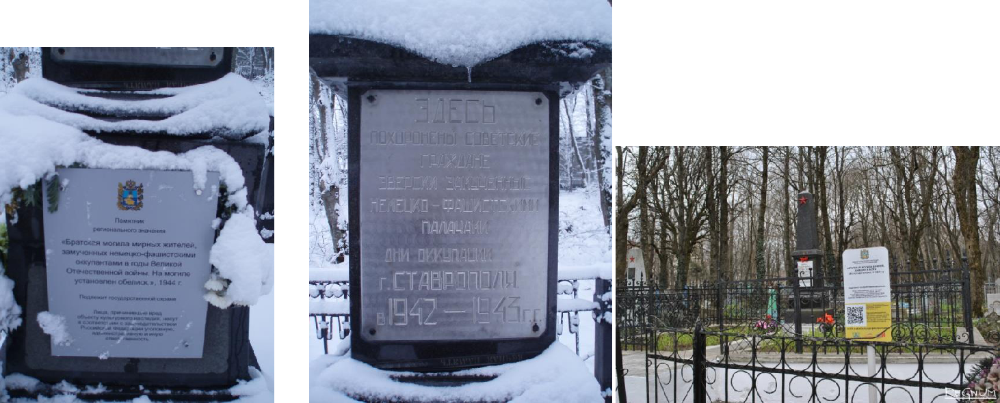 Памятник
регионального значения
«Братская могила мирных жителей,
замученных немецко-фашистскими
оккупантами в годы Великой
Отечественной войны. На могиле
установлен обелиск.», 1944 г.
Подлежит государственной охране
Лица, причинившие вред
объекту культурного наследия, несут
в соответствии с законодательством
Российской Федерации уголовную,
административную и иную
ответственность
ЗДЕСЬ
ПОХОРОНЕНЫ СОВЕТСКИЕ
ГРАЖДАНЕ
ЗВЕРСКИ ЗАМУЧЕННЫЕ
НЕМЕЦКО-ФАШИСТСКИМИ
ПАЛАЧАМИ
ДНИ ОККУПАЦИИ
Г.СТАВРОПОЛЯ.
В 1942 — 1943 г.г.
REGNUM